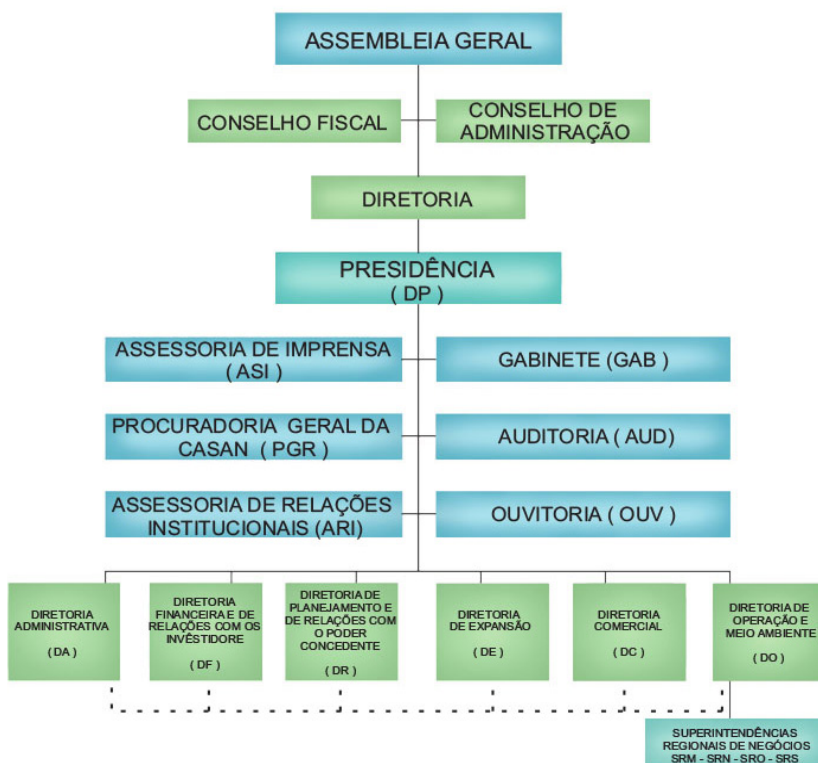 ASSEMBLEIA GERAL
CONSELHO FISCAL
CONSELHO DE
ADMINISTRAÇÃO
DIRETORIA
PRESIDÊNCIA
( DP )
ASSESSORIA DE IMPRENSA
( ASI )
GABINETE (GAB )
PROCURADORIA GERAL DA
CASAN ( PGR )
AUDITORIA ( AUD)
ASSESSORIA DE RELAÇÕES
INSTITUCIONAIS (ARI)
OUVITORIA ( OUV )
DIRETORIA
ADMINISTRATIVA
( DA )
DIRETORIA
FINANCEIRA E DE
RELAÇÕES COM OS
INVÊSTIDORE
( DF )
DIRETORIA DE
PLANEJAMENTO E
DE RELAÇÕES COM
O PODER
CONCEDENTE
( DR )
DIRETORIA
DE EXPANSÃO
( DE )
DIRETORIA
COMERCIAL
( DC )
DIRETORIA DE
OPERAÇÃO E
MEIO AMBIENTE
( DO )
SUPERINTENDÊNCIAS
REGIONAIS DE NEGÓCIOS
SRM - SRN - SRO - SRS